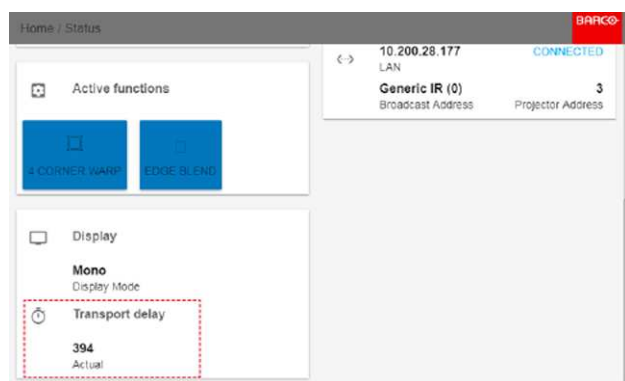 Home / Status
BARCO
10.200.28.177 CONNECTED
LAN
Generic IR (0) 3
Broadcast Address Projector Address
Active functions
4 CORNER WARP EDGE BLEND
Display
Mono
Display Mode
Transport delay
394
Actual